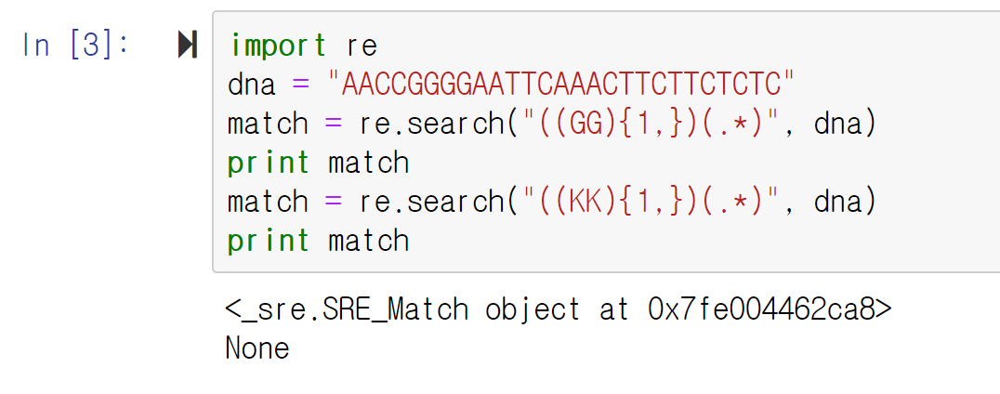 In [3]:
import re
dna = "AACCGGGGAATTCAAACTTCTTCTCTC"
match = re.search("((GG){1,})(.*)", dna)
print match
match = re.search("((KK){1,})(.*)", dna)
print match
<_sre.SRE_Match object at 0x7fe004462ca8>
None